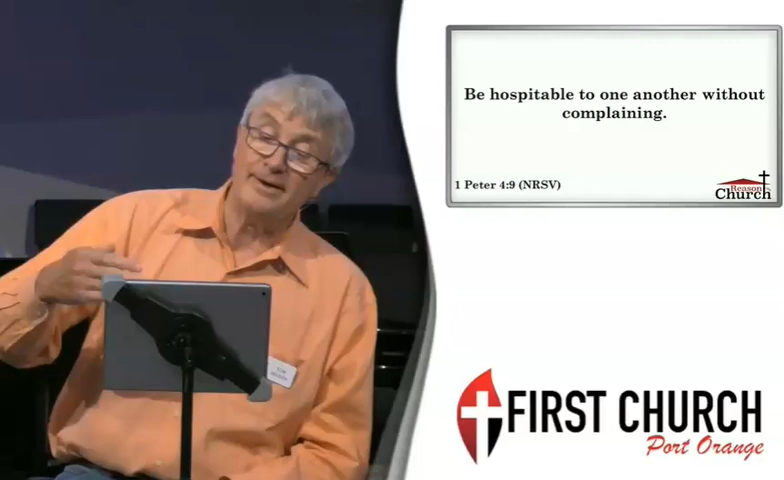 Be hospitable to one another without
complaining.
1 Peter 4:9 (NRSV)
Reason
Church
FIRST CHURCH
Port Orange